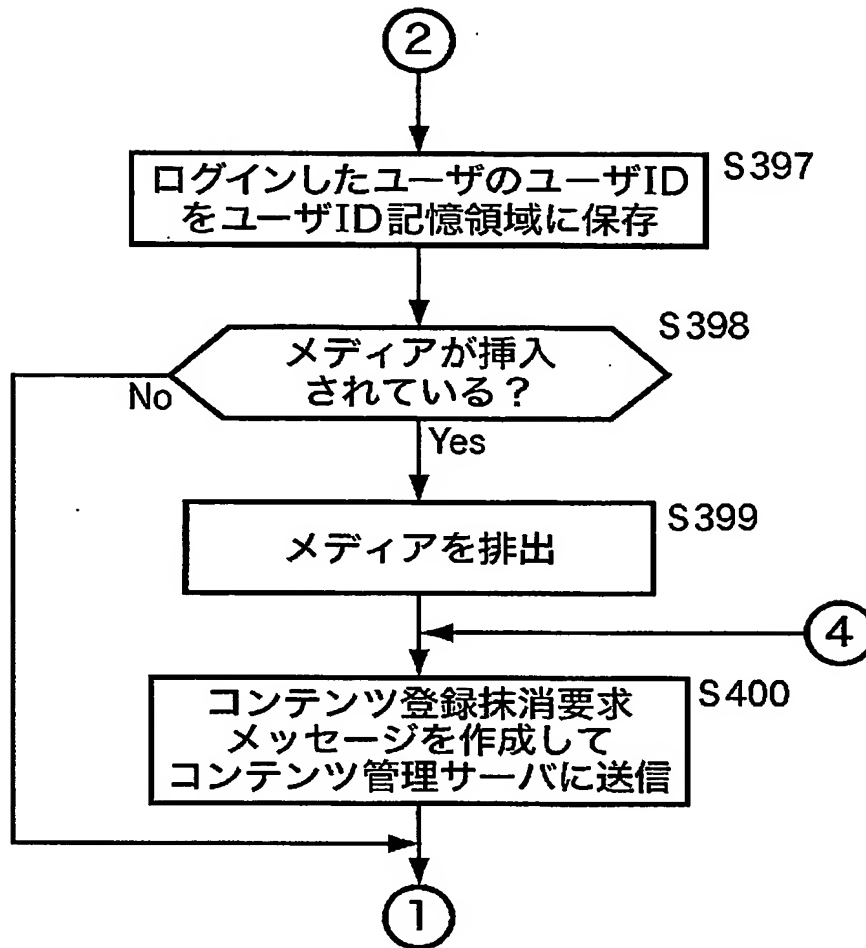 2
S397
ログインしたユーザのユーザID
をユーザID記憶領域に保存
S398
メディアが挿入
されている?
No
Yes
S399
メディアを排出
4
S400
コンテンツ登録抹消要求
メッセージを作成して
コンテンツ管理サーバに送信
1